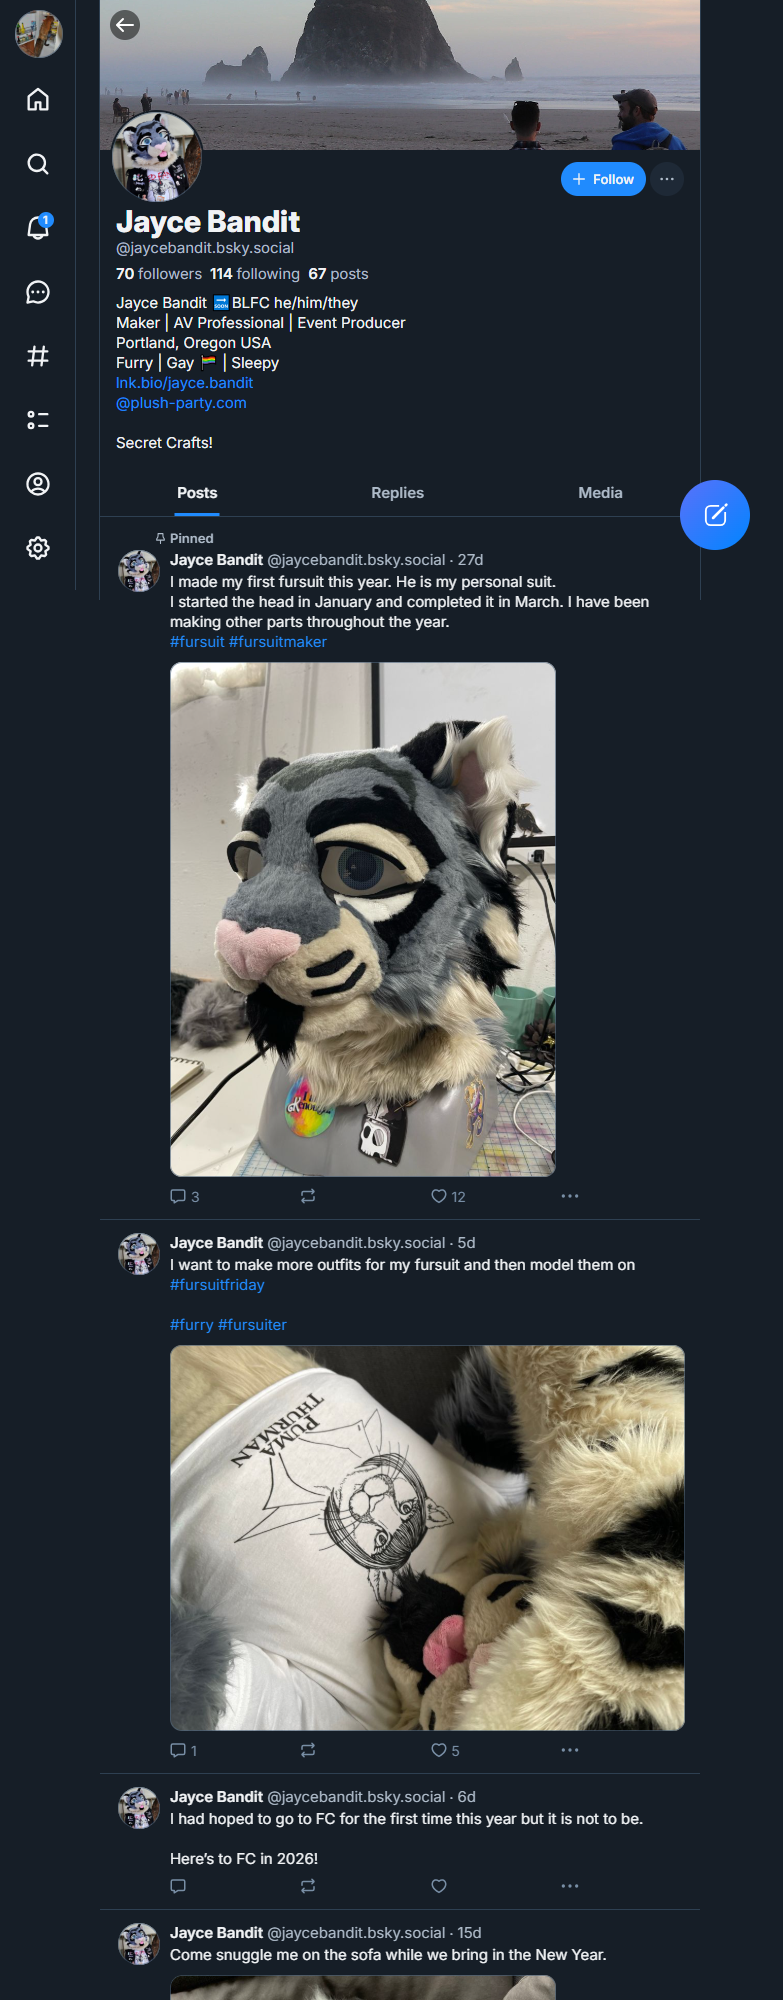 Follow
Jayce Bandit
@jaycebandit.bsky.social
70 followers 114 following 67 posts
Jayce Bandit 🔜 BLFC he/him/they
Maker | AV Professional | Event Producer
Portland, Oregon USA
Furry | Gay 🏳️‍🌈 | Sleepy
lnk.bio/jayce.bandit
@plush-party.com
Secret Crafts!
Posts Replies Media
1
Pinned
Jayce Bandit @jaycebandit.bsky.social · 27d
I made my first fursuit this year. He is my personal suit.
I started the head in January and completed it in March. I have been
making other parts throughout the year.
#fursuit #fursuitmaker
3 12
Jayce Bandit @jaycebandit.bsky.social · 5d
I want to make more outfits for my fursuit and then model them on
#fursuitfriday
#furry #fursuiter
PUMA
THURMAN
1 5
Jayce Bandit @jaycebandit.bsky.social · 6d
I had hoped to go to FC for the first time this year but it is not to be.
Here's to FC in 2026!
Jayce Bandit @jaycebandit.bsky.social · 15d
Come snuggle me on the sofa while we bring in the New Year.